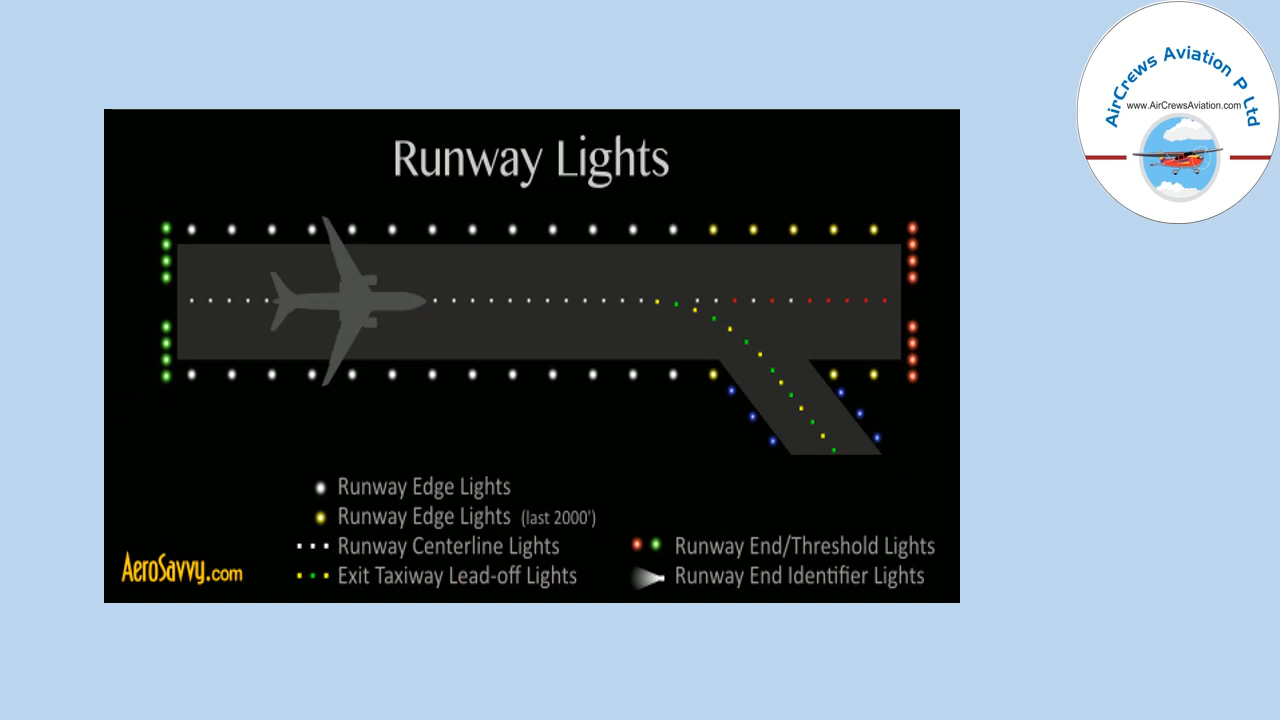 AirCrews Aviation P Ltd
www.AirCrewsAviation.com
Runway Lights
Runway Edge Lights
Runway Edge Lights (last 2000')
Runway Centerline Lights
Exit Taxiway Lead-off Lights
Runway End/Threshold Lights
Runway End Identifier Lights
AeroSavvy.com